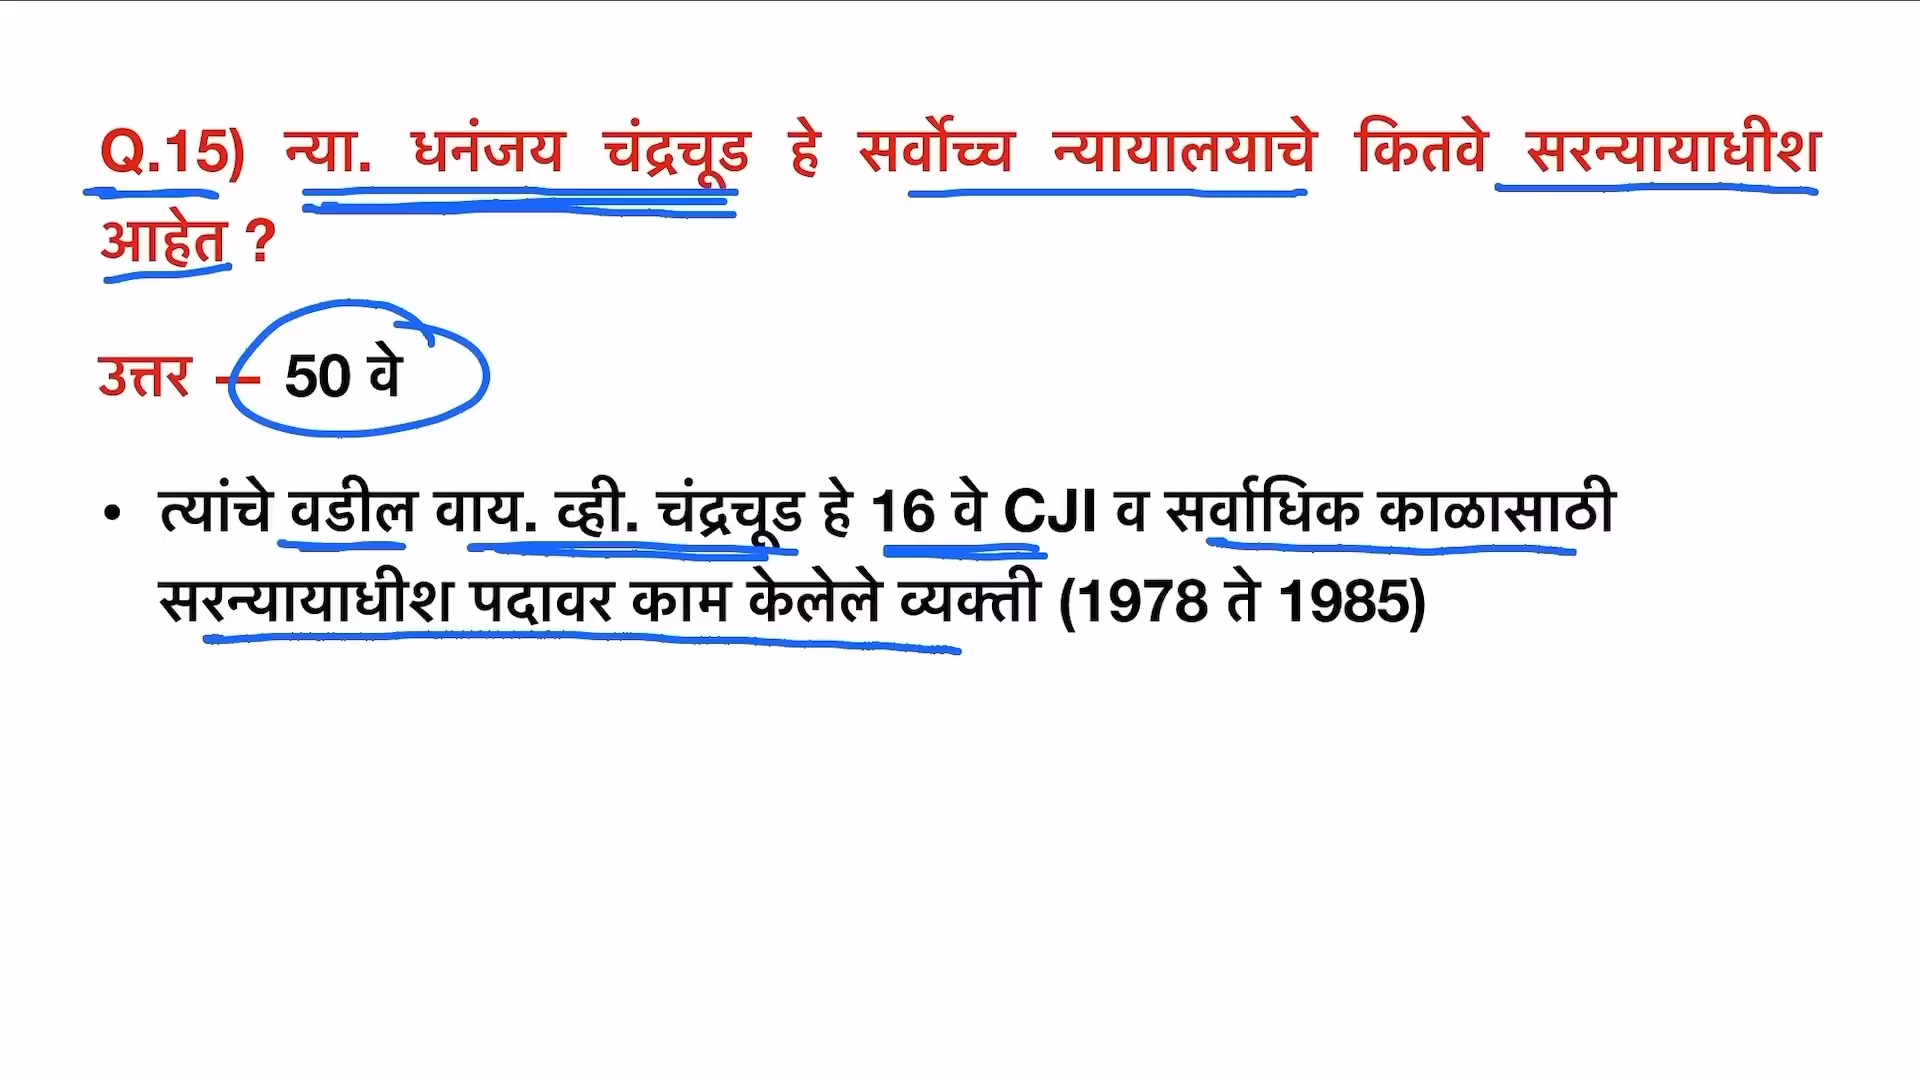 Q.15) न्या. धनंजय चंद्रचूड हे सर्वोच्च न्यायालयाचे कितवे सरन्यायाधीश
आहेत ?
उत्तर – 50 वे
• त्यांचे वडील वाय. व्ही. चंद्रचूड हे 16 वे CJI व सर्वाधिक काळासाठी
सरन्यायाधीश पदावर काम केलेले व्यक्ती (1978 ते 1985)